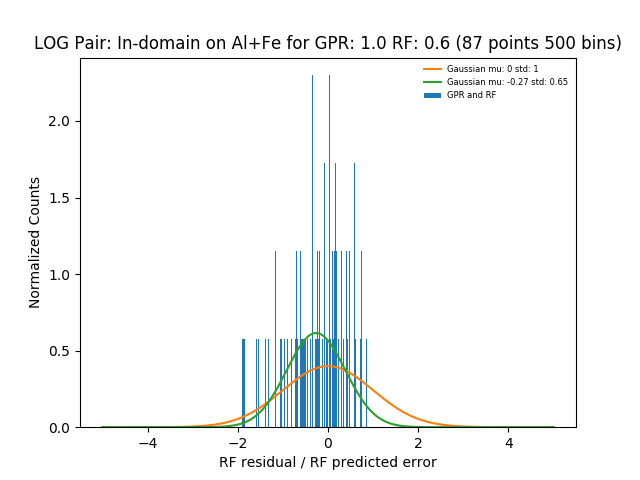 LOG Pair: In-domain on Al+Fe for GPR: 1.0 RF: 0.6 (87 points 500 bins)
Gaussian mu: 0 std: 1
Gaussian mu: -0.27 std: 0.65
GPR and RF
2.0
1.5
1.0
0.5
0.0
Normalized Counts
−4 −2 0 2 4
RF residual / RF predicted error